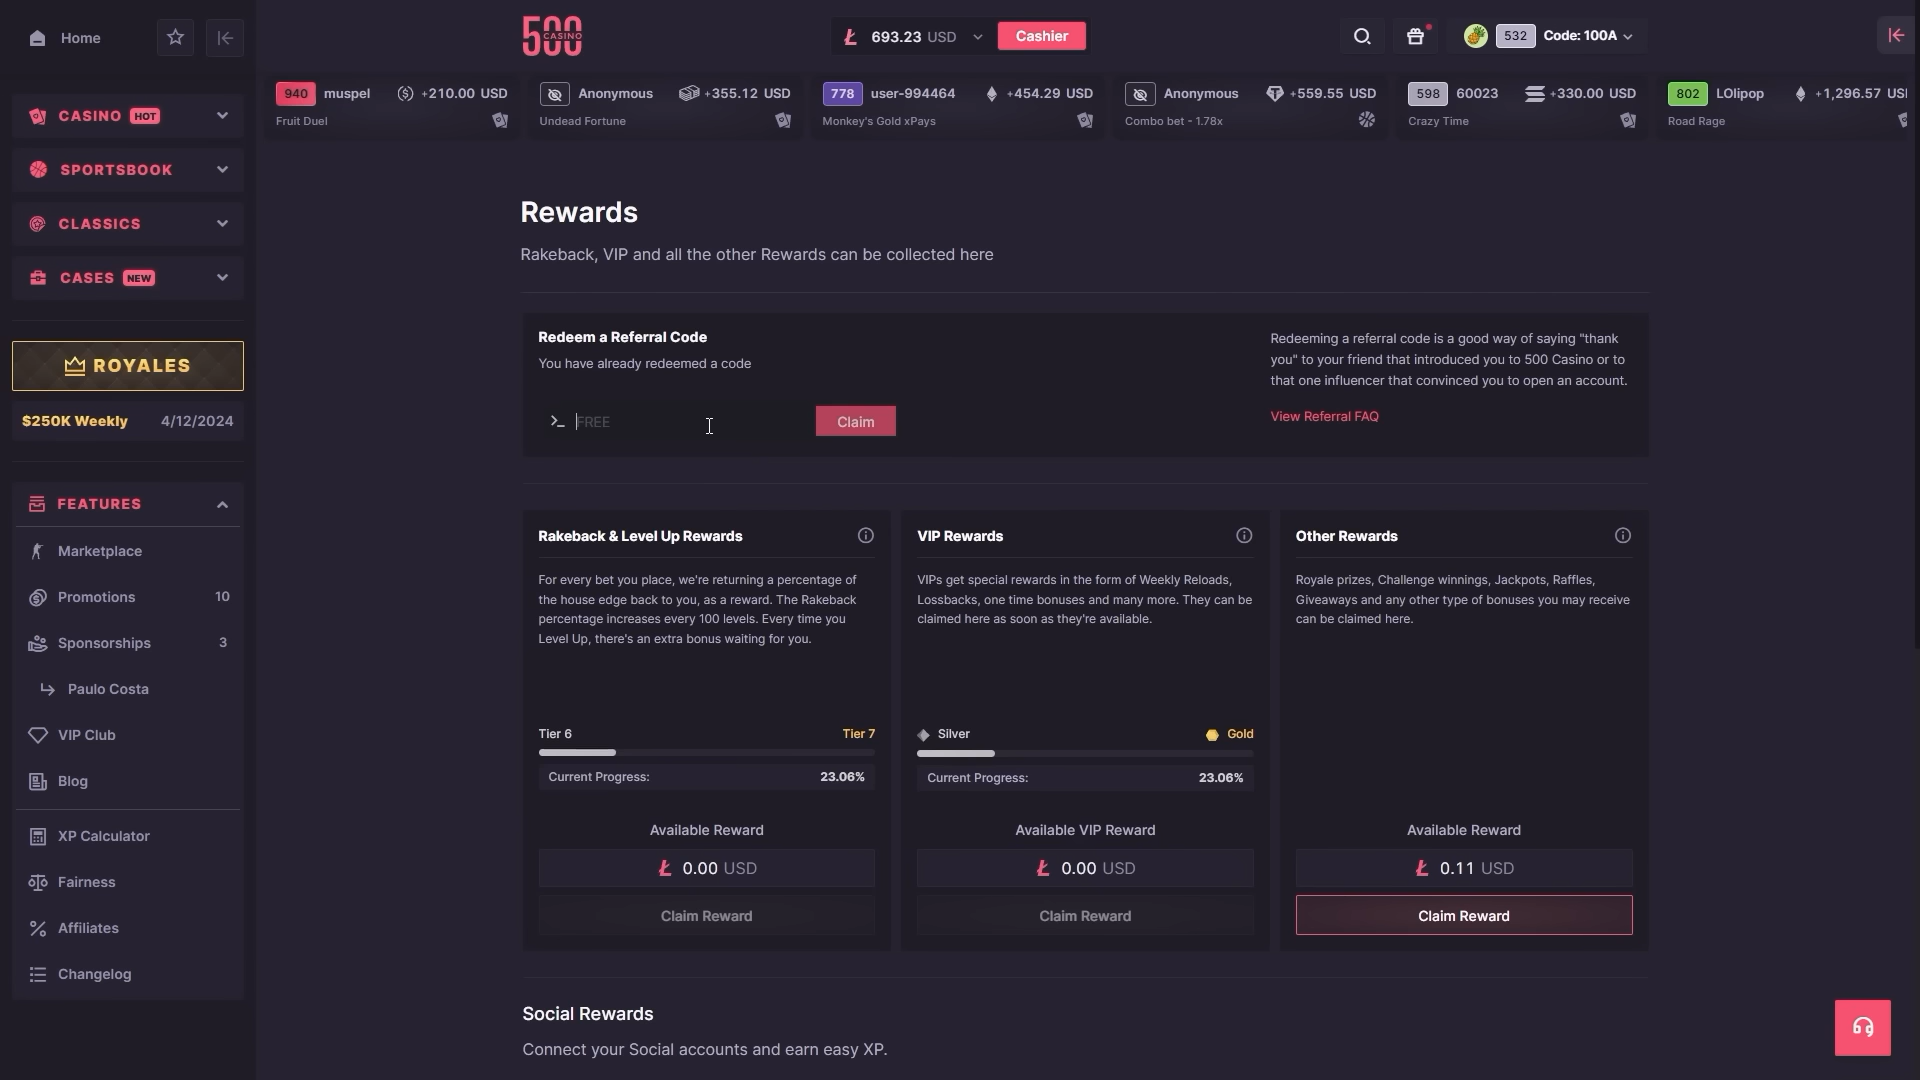 Home
500
CASINO
693.23 USD
Cashier
532
Code: 100A
940 muspel +210.00 USD
Fruit Duel
Anonymous +355.12 USD
Undead Fortune
778 user-994464 +454.29 USD
Monkey's Gold xPays
Anonymous +559.55 USD
Combo bet - 1.78x
598 60023 +330.00 USD
Crazy Time
802 LOlipop +1,296.57
Road Rage
CASINO HOT
SPORTSBOOK
CLASSICS
CASES NEW
ROYALES
$250K Weekly 4/12/2024
FEATURES
Marketplace
Promotions 10
Sponsorships 3
Paulo Costa
VIP Club
Blog
XP Calculator
Fairness
Affiliates
Changelog
Rewards
Rakeback, VIP and all the other Rewards can be collected here
Redeem a Referral Code
You have already redeemed a code
FREE
Claim
Redeeming a referral code is a good way of saying "thank
you" to your friend that introduced you to 500 Casino or to
that one influencer that convinced you to open an account.
View Referral FAQ
Rakeback & Level Up Rewards
For every bet you place, we're returning a percentage of
the house edge back to you, as a reward. The Rakeback
percentage increases every 100 levels. Every time you
Level Up, there's an extra bonus waiting for you.
Tier 6 Tier 7
Current Progress: 23.06%
Available Reward
0.00 USD
Claim Reward
VIP Rewards
VIPs get special rewards in the form of Weekly Reloads,
Lossbacks, one time bonuses and many more. They can be
claimed here as soon as they're available.
Silver Gold
Current Progress: 23.06%
Available VIP Reward
0.00 USD
Claim Reward
Other Rewards
Royale prizes, Challenge winnings, Jackpots, Raffles,
Giveaways and any other type of bonuses you may receive
can be claimed here.
Available Reward
0.11 USD
Claim Reward
Social Rewards
Connect your Social accounts and earn easy XP.